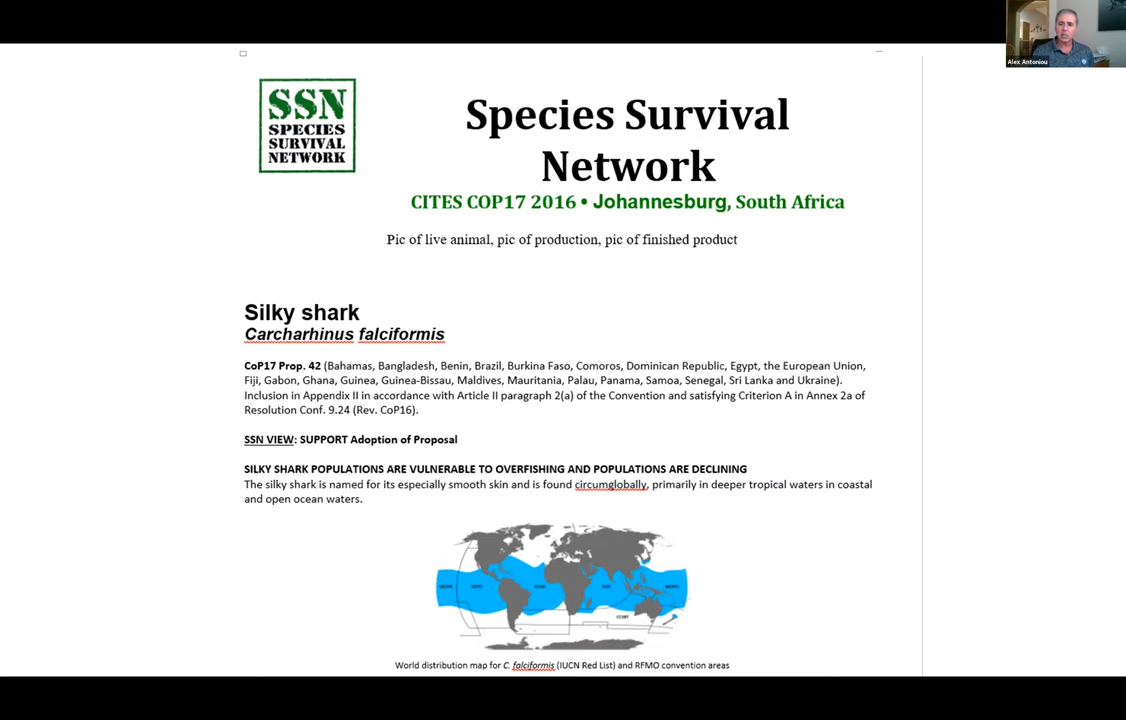 Alex Antoniou
SSN
SPECIES
SURVIVAL
NETWORK
Species Survival
Network
CITES COP17 2016 • Johannesburg, South Africa
Pic of live animal, pic of production, pic of finished product
Silky shark
Carcharhinus falciformis
CoP17 Prop. 42 (Bahamas, Bangladesh, Benin, Brazil, Burkina Faso, Comoros, Dominican Republic, Egypt, the European Union,
Fiji, Gabon, Ghana, Guinea, Guinea-Bissau, Maldives, Mauritania, Palau, Panama, Samoa, Senegal, Sri Lanka and Ukraine).
Inclusion in Appendix II in accordance with Article II paragraph 2(a) of the Convention and satisfying Criterion A in Annex 2a of
Resolution Conf. 9.24 (Rev. CoP16).
SSN VIEW: SUPPORT Adoption of Proposal
SILKY SHARK POPULATIONS ARE VULNERABLE TO OVERFISHING AND POPULATIONS ARE DECLINING
The silky shark is named for its especially smooth skin and is found circumglobally, primarily in deeper tropical waters in coastal
and open ocean waters.
World distribution map for C. falciformis (IUCN Red List) and RFMO convention areas